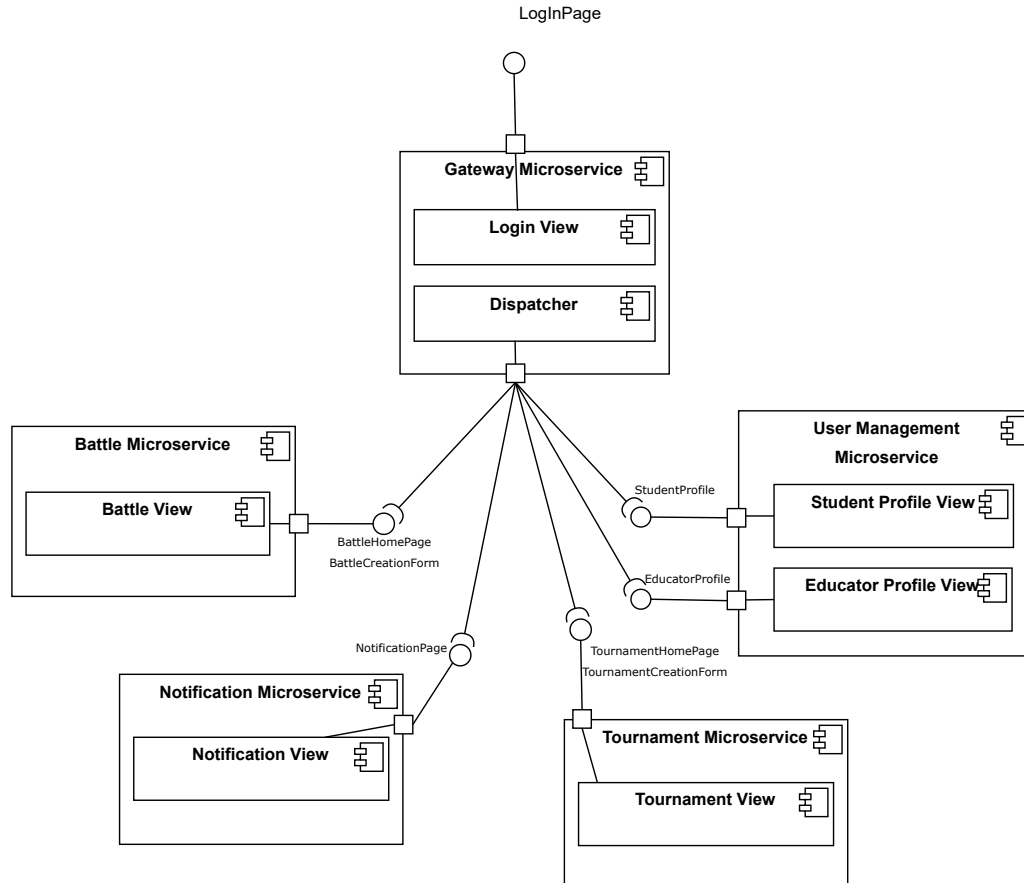 LogInPage
Gateway Microservice
Login View
Dispatcher
Battle Microservice
Battle View
BattleHomePage
BattleCreationForm
User Management
Microservice
StudentProfile
Student Profile View
EducatorProfile
Educator Profile View
NotificationPage
Notification Microservice
Notification View
TournamentHomePage
TournamentCreationForm
Tournament Microservice
Tournament View